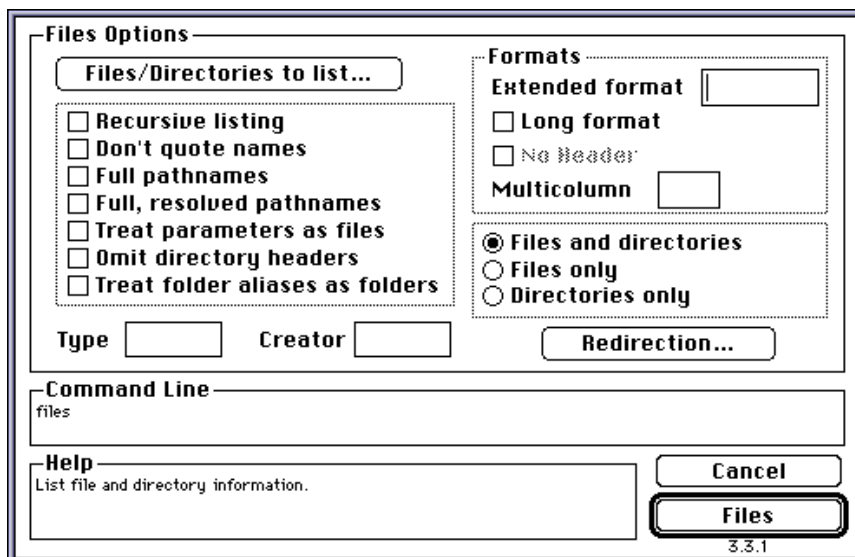 Files Options
Files/Directories to list...
Recursive listing
Don't quote names
Full pathnames
Full, resolved pathnames
Treat parameters as files
Omit directory headers
Treat folder aliases as folders
Type
Creator
Formats
Extended format
Long format
No Header
Multicolumn
Files and directories
Files only
Directories only
Redirection...
Command Line
files
Help
List file and directory information.
Cancel
Files
3.3.1